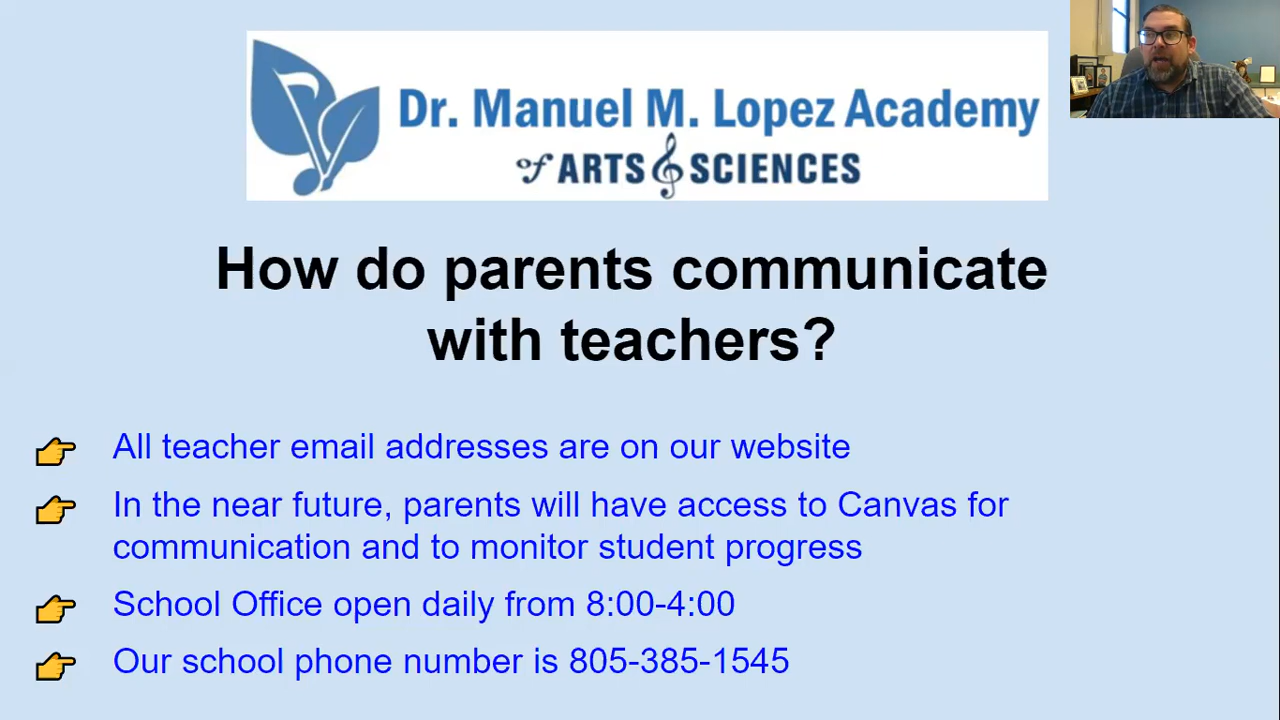 Dr. Manuel M. Lopez Academy
of ARTS & SCIENCES
How do parents communicate
with teachers?
All teacher email addresses are on our website
In the near future, parents will have access to Canvas for
communication and to monitor student progress
School Office open daily from 8:00-4:00
Our school phone number is 805-385-1545